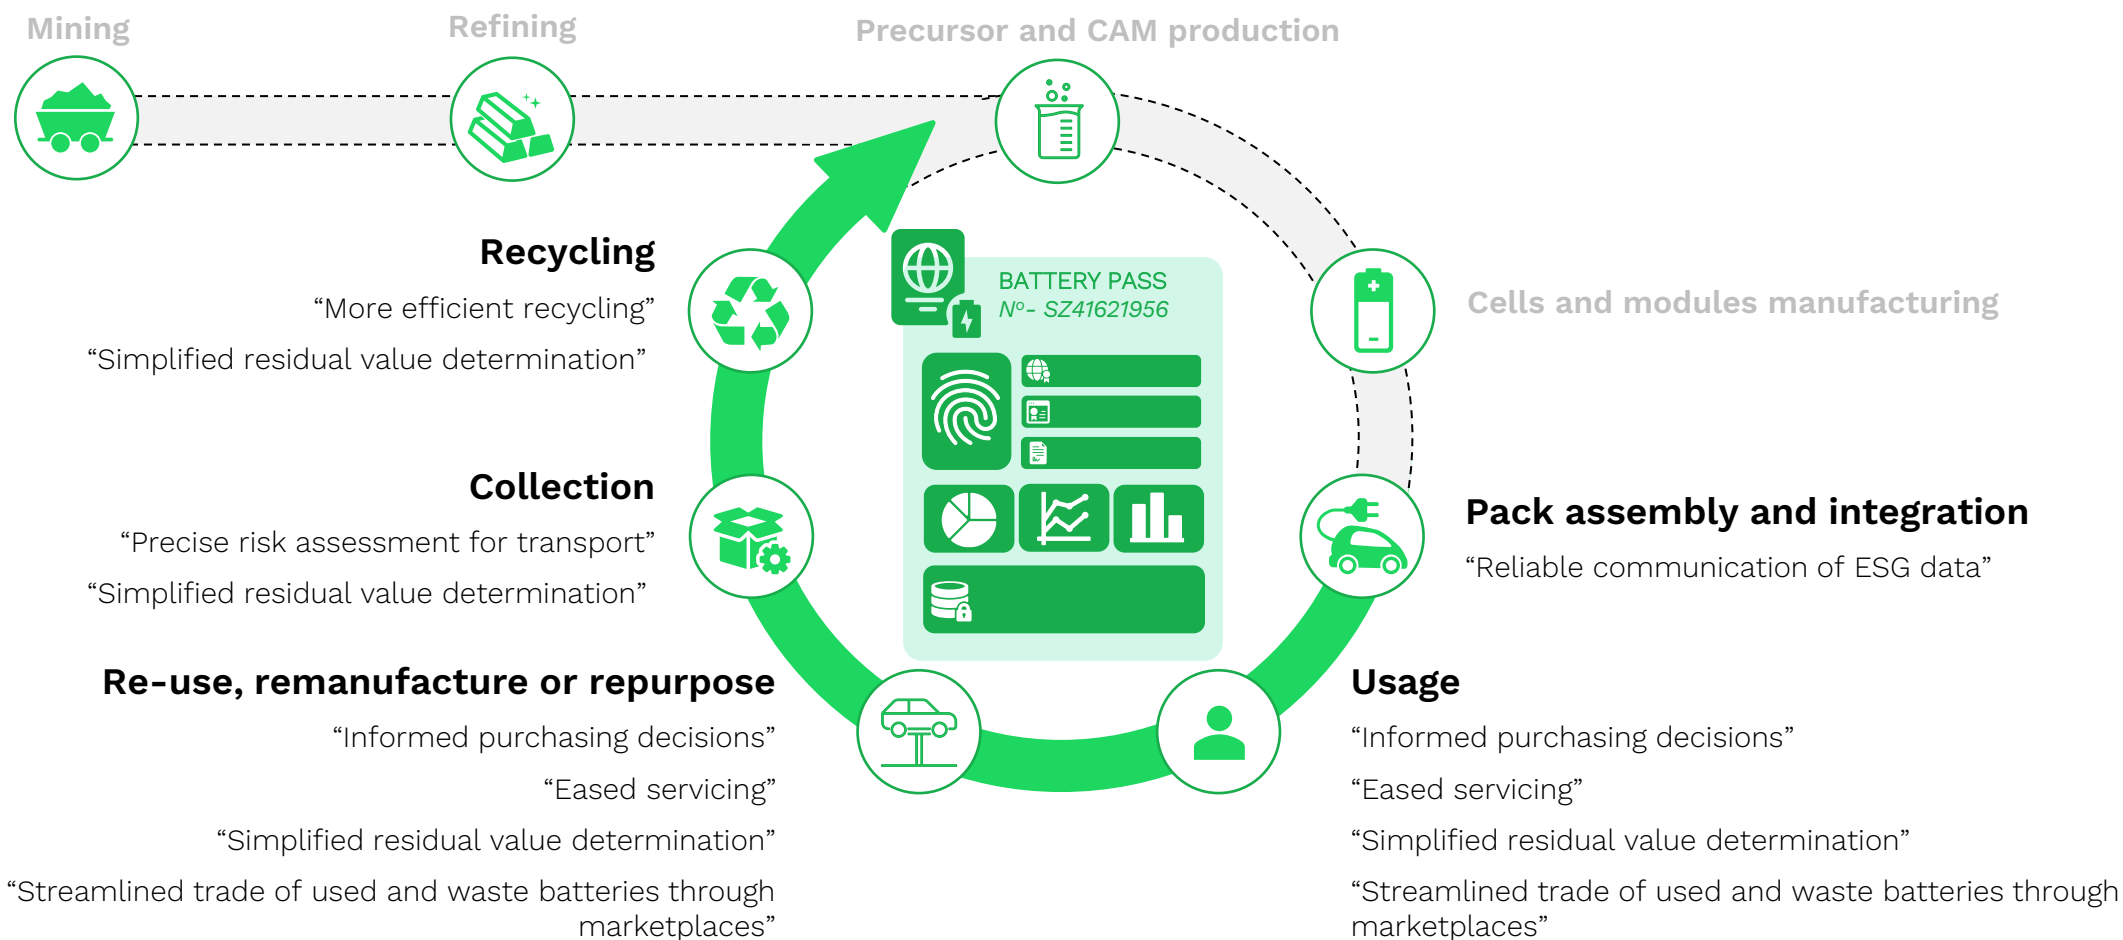 Mining
Refining
Precursor and CAM production
Recycling
“More efficient recycling”
“Simplified residual value determination”
BATTERY PASS
Nº- SZ41621956
Cells and modules manufacturing
Collection
“Precise risk assessment for transport”
“Simplified residual value determination”
Pack assembly and integration
“Reliable communication of ESG data”
Re-use, remanufacture or repurpose
“Informed purchasing decisions”
“Eased servicing”
“Simplified residual value determination”
“Streamlined trade of used and waste batteries through
marketplaces”
Usage
“Informed purchasing decisions”
“Eased servicing”
“Simplified residual value determination”
“Streamlined trade of used and waste batteries through
marketplaces”